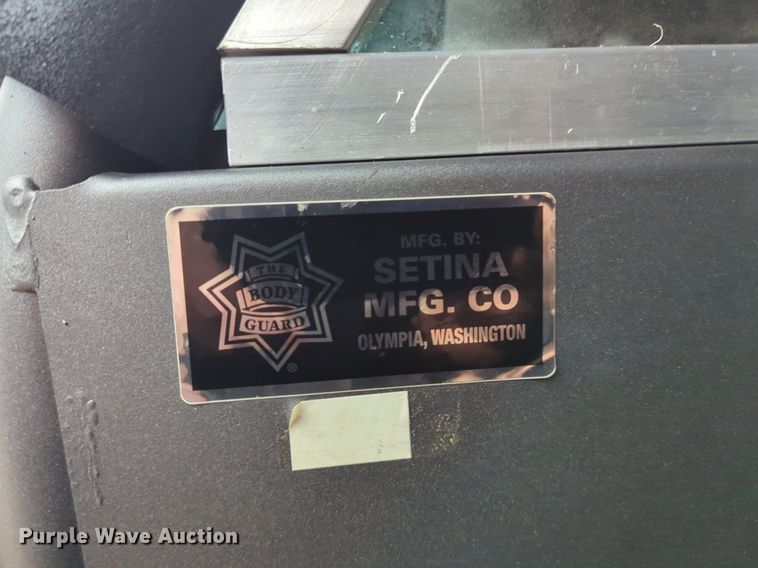 THE
BODY
GUARD
®
MFG. BY:
SETINA
MFG. CO
OLYMPIA, WASHINGTON
Purple Wave Auction